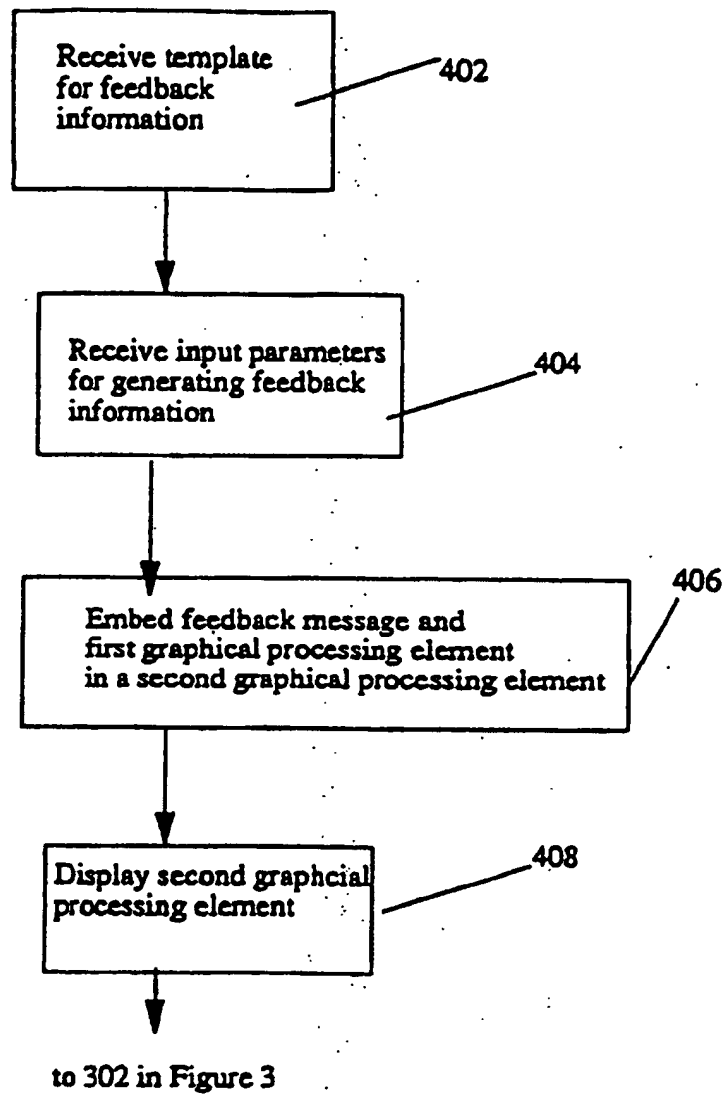 Receive template
for feedback
information
402
Receive input parameters
for generating feedback
information
404
Embed feedback message and
first graphical processing element
in a second graphical processing element
406
Display second graphcial
processing element
408
to 302 in Figure 3